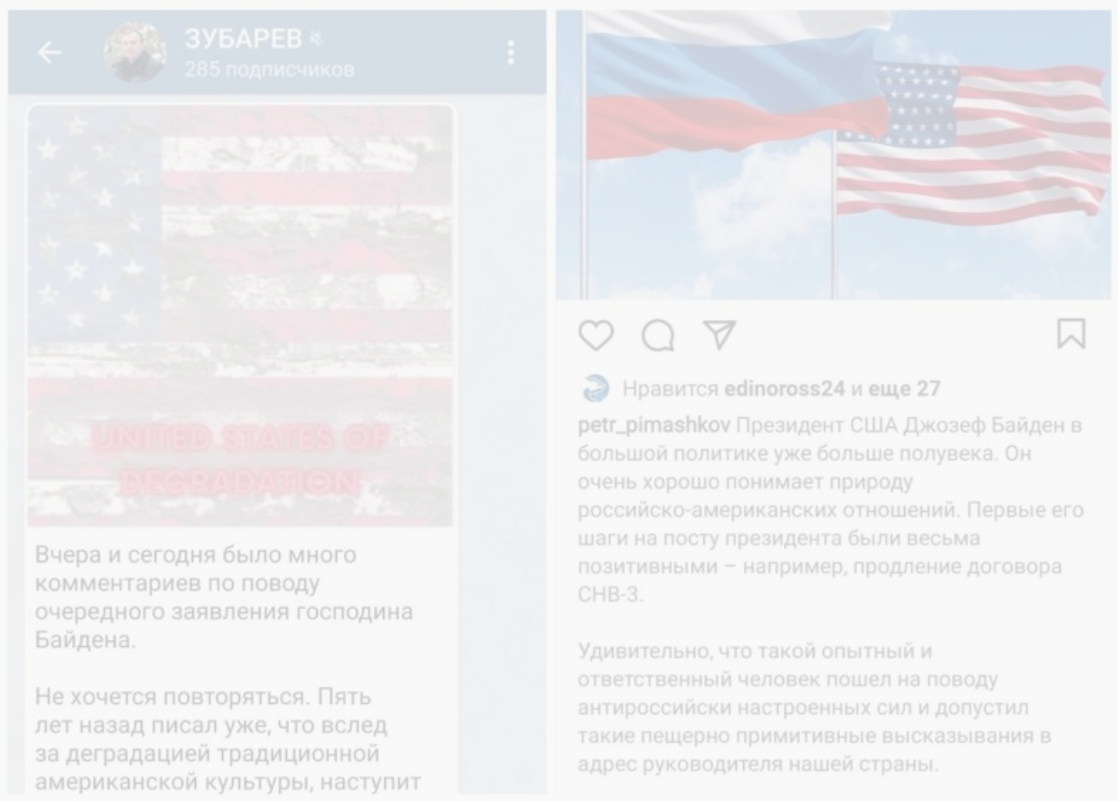 ЗУБАРЕВ
285 подписчиков
UNITED STATES OF
DEGRADATION
Вчера и сегодня было много
комментариев по поводу
очередного заявления господина
Байдена.
Не хочется повторяться. Пять
лет назад писал уже, что вслед
за деградацией традиционной
американской культуры, наступит
Нравится edinoross24 и еще 27
petr_pimashkov Президент США Джозеф Байден в
большой политике уже больше полувека. Он
очень хорошо понимает природу
российско-американских отношений. Первые его
шаги на посту президента были весьма
позитивными – например, продление договора
СНВ-3.
Удивительно, что такой опытный и
ответственный человек пошел на поводу
антироссийски настроенных сил и допустил
такие пещерно примитивные высказывания в
адрес руководителя нашей страны.